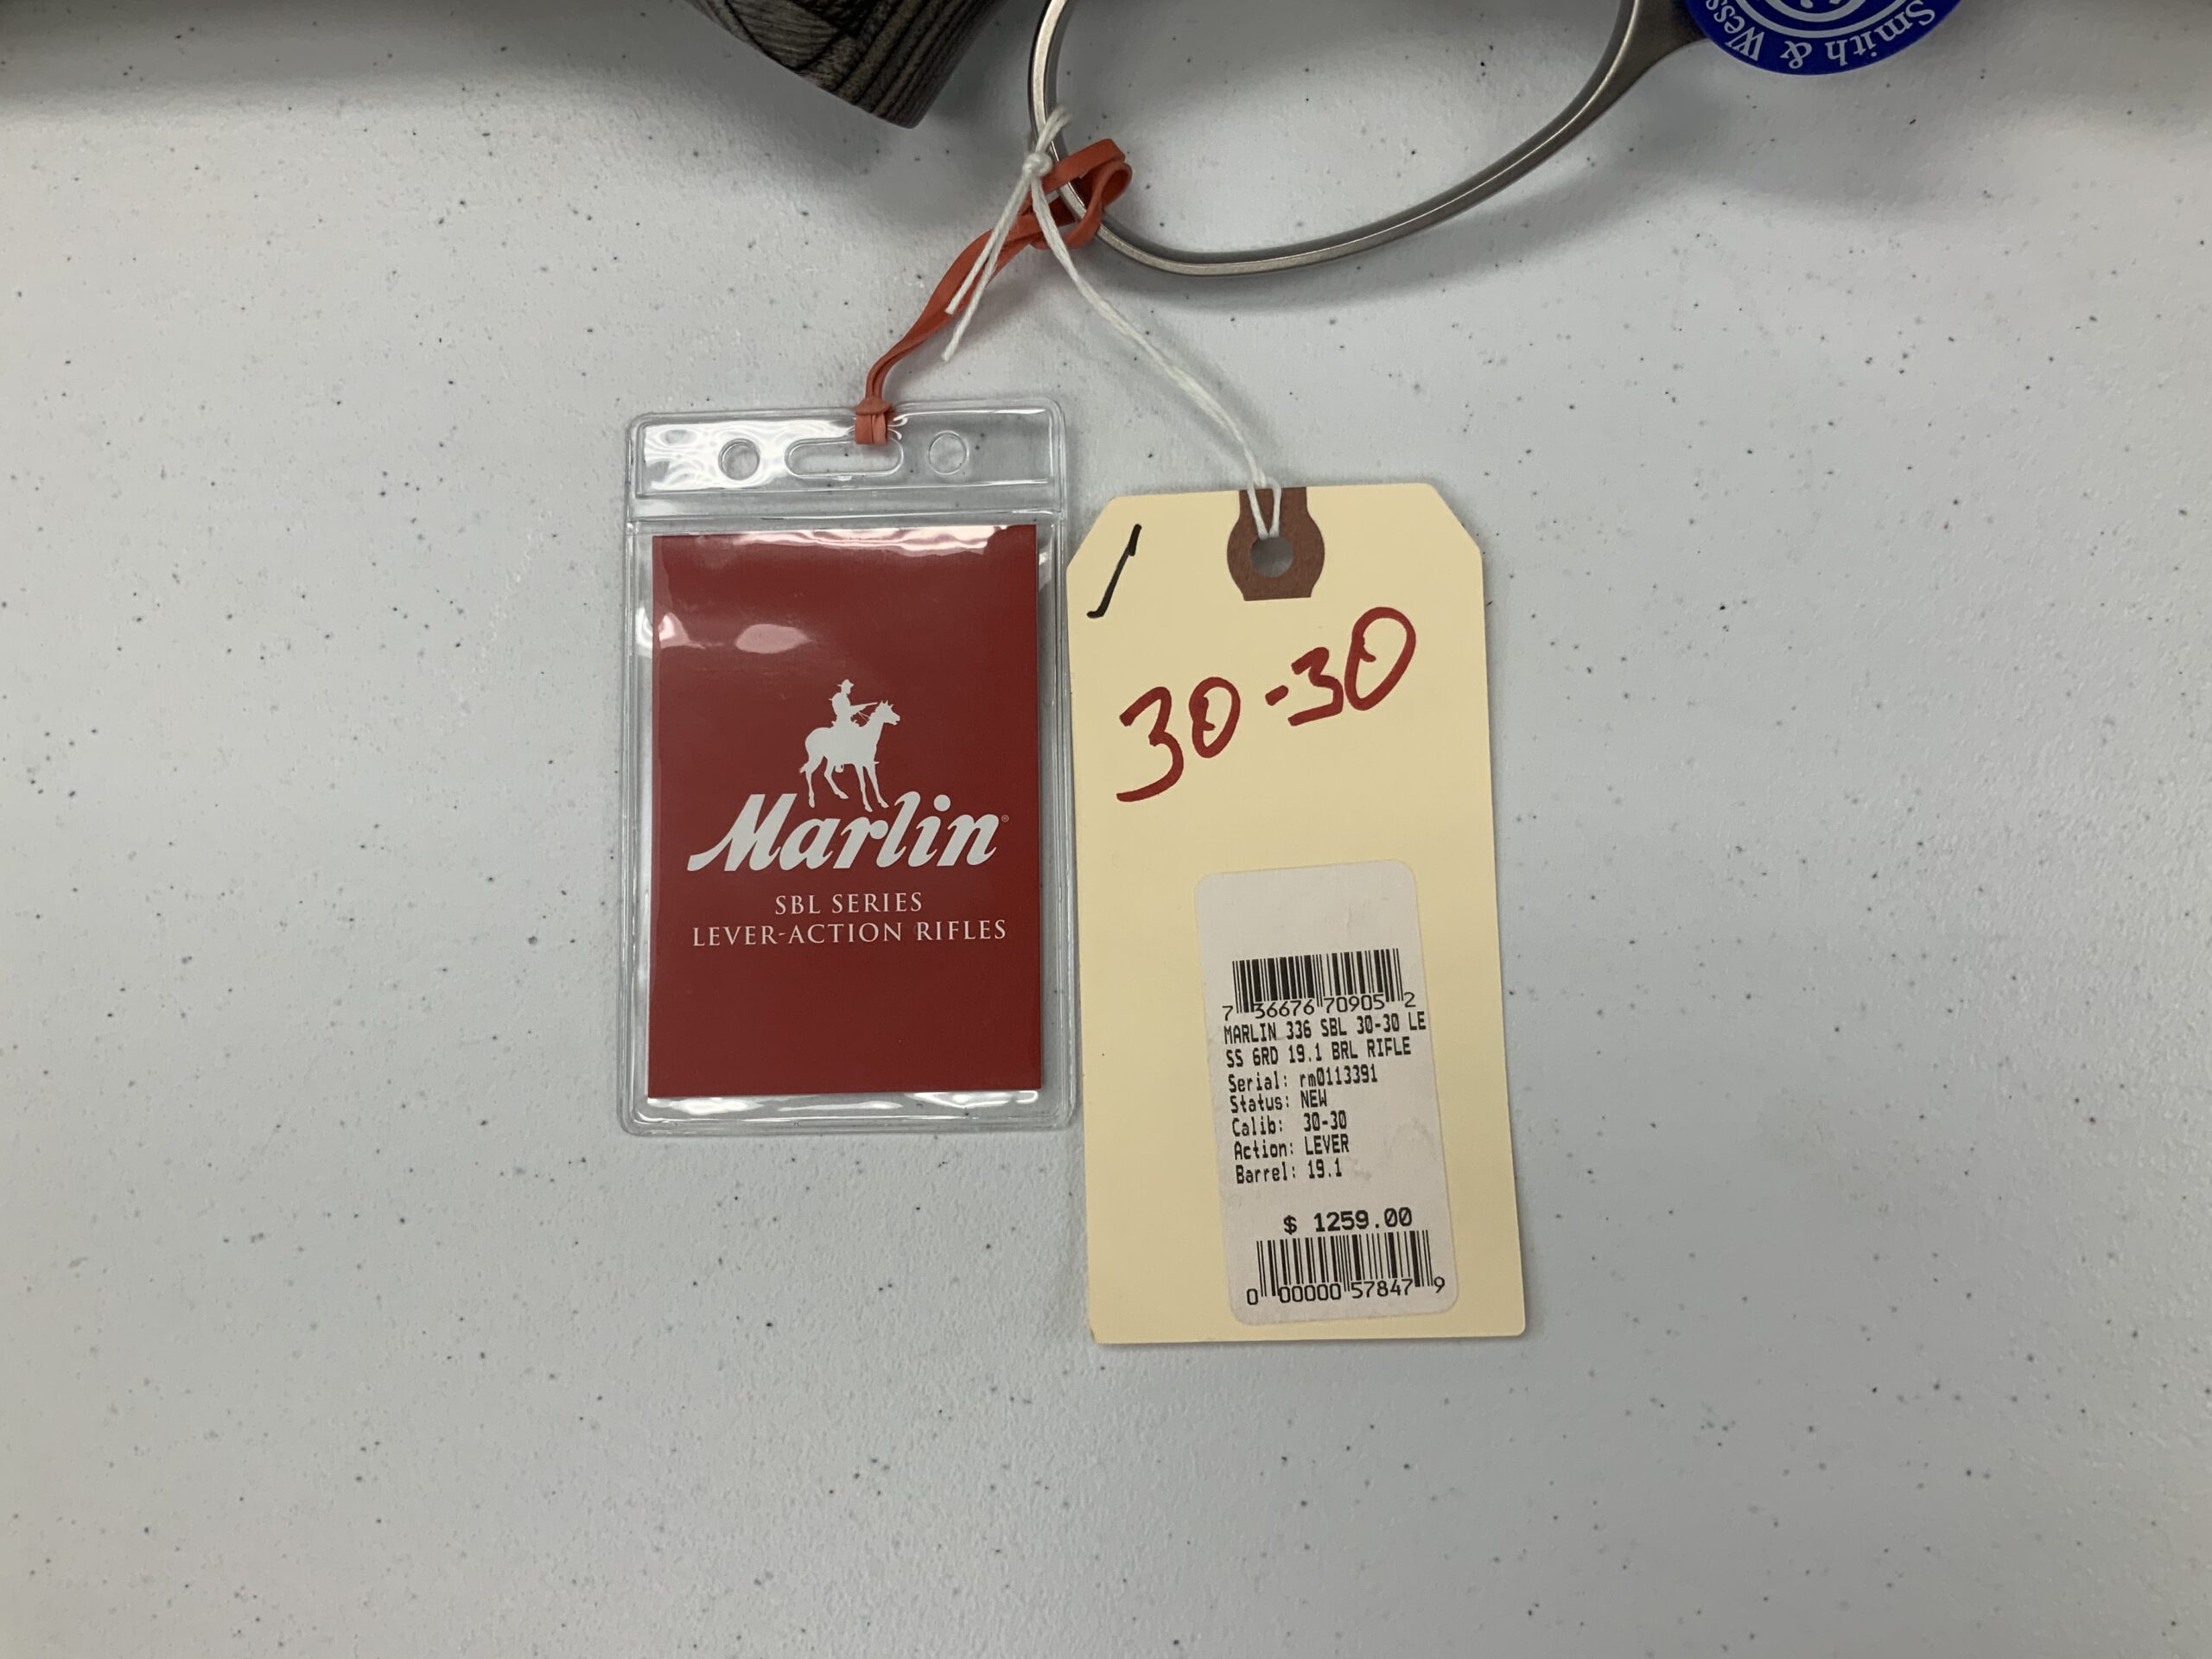 Smith & Wess
Marlin®
SBL SERIES
LEVER-ACTION RIFLES
/
30-30
7 36676 70905 2
MARLIN 336 SBL 30-30 LE
SS 6RD 19.1 BRL RIFLE
Serial: rm0113391
Status: NEW
Calib: 30-30
Action: LEVER
Barrel: 19.1
$ 1259.00
0 00000 57847 9